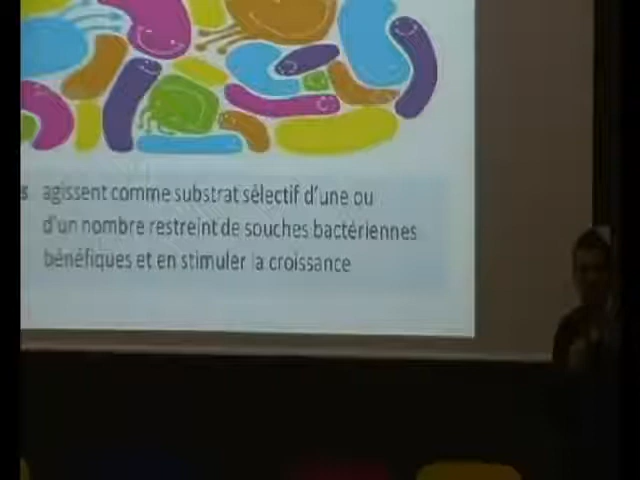 s agissent comme substrat sélectif d'une ou
d'un nombre restreint de souches bactériennes
bénéfiques et en stimuler la croissance